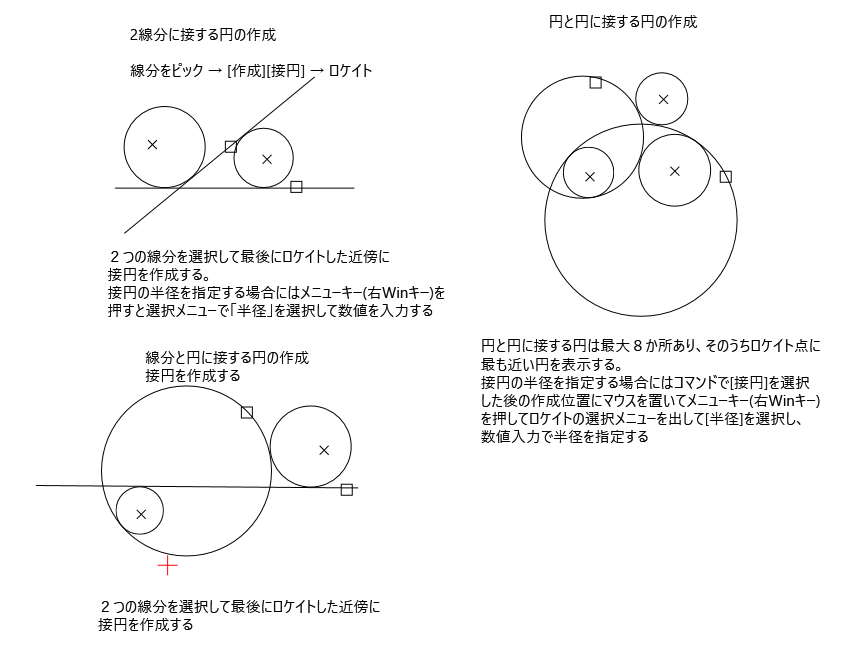 2線分に接する円の作成
線分をピック → [作成][接円] → ロケイト
２つの線分を選択して最後にロケイトした近傍に
接円を作成する。
接円の半径を指定する場合にはメニューキー(右Winキー)を
押すと選択メニューで「半径」を選択して数値を入力する
線分と円に接する円の作成
接円を作成する
２つの線分を選択して最後にロケイトした近傍に
接円を作成する
円と円に接する円の作成
円と円に接する円は最大８か所あり、そのうちロケイト点に
最も近い円を表示する。
接円の半径を指定する場合にはコマンドで[接円]を選択
した後の作成位置にマウスを置いてメニューキー(右Winキー)
を押してロケイトの選択メニューを出して[半径]を選択し、
数値入力で半径を指定する